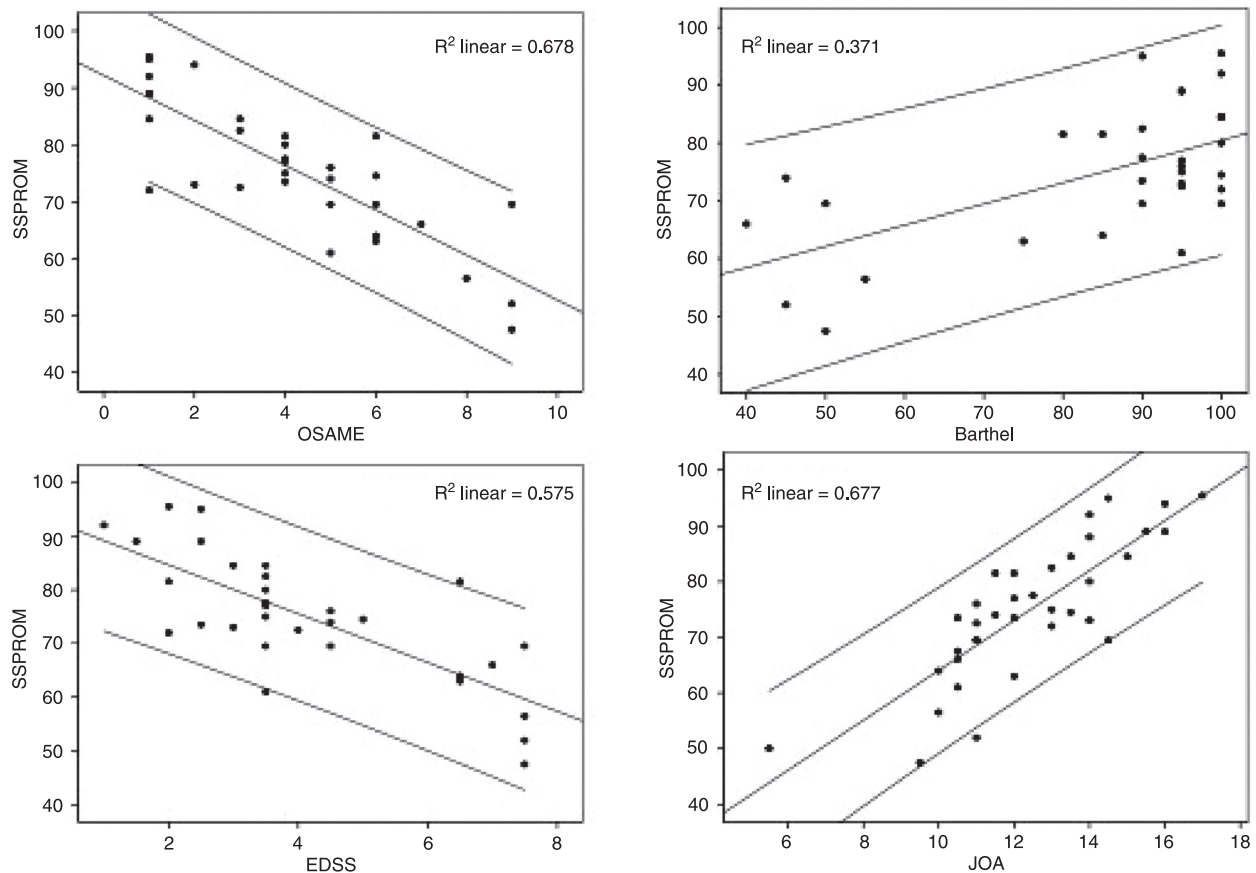 R² linear = 0.678
SSPROM
100
90
80
70
60
50
40
0 2 4 6 8 10
OSAME
R² linear = 0.371
SSPROM
100
90
80
70
60
50
40
40 50 60 70 80 90 100
Barthel
R² linear = 0.575
SSPROM
100
90
80
70
60
50
40
2 4 6 8
EDSS
R² linear = 0.677
SSPROM
100
90
80
70
60
50
40
6 8 10 12 14 16 18
JOA